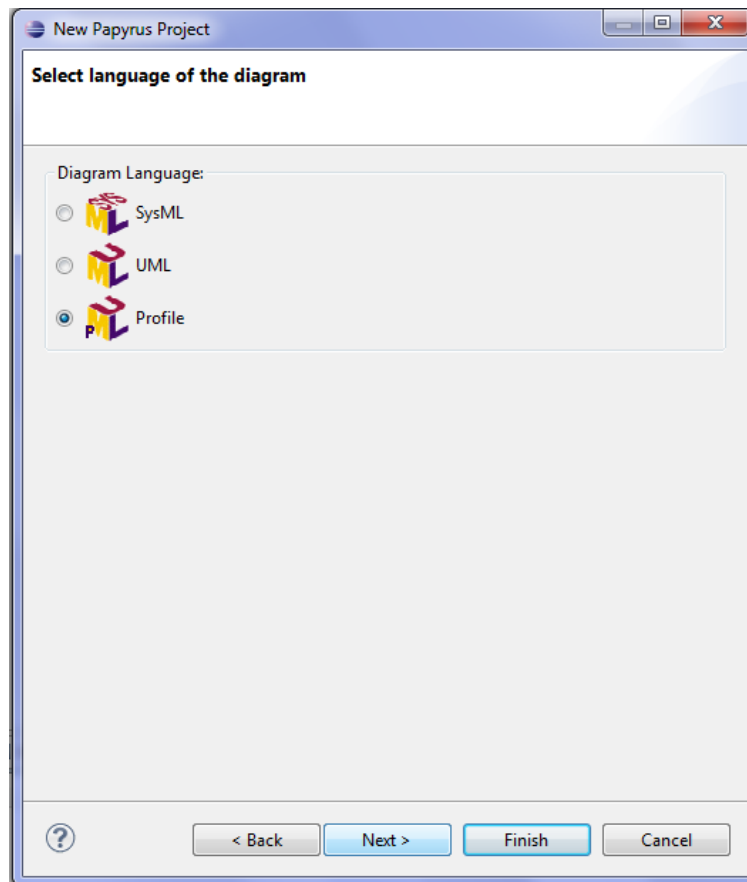 New Papyrus Project
Select language of the diagram
Diagram Language:
SysML
UML
Profile
< Back
Next >
Finish
Cancel